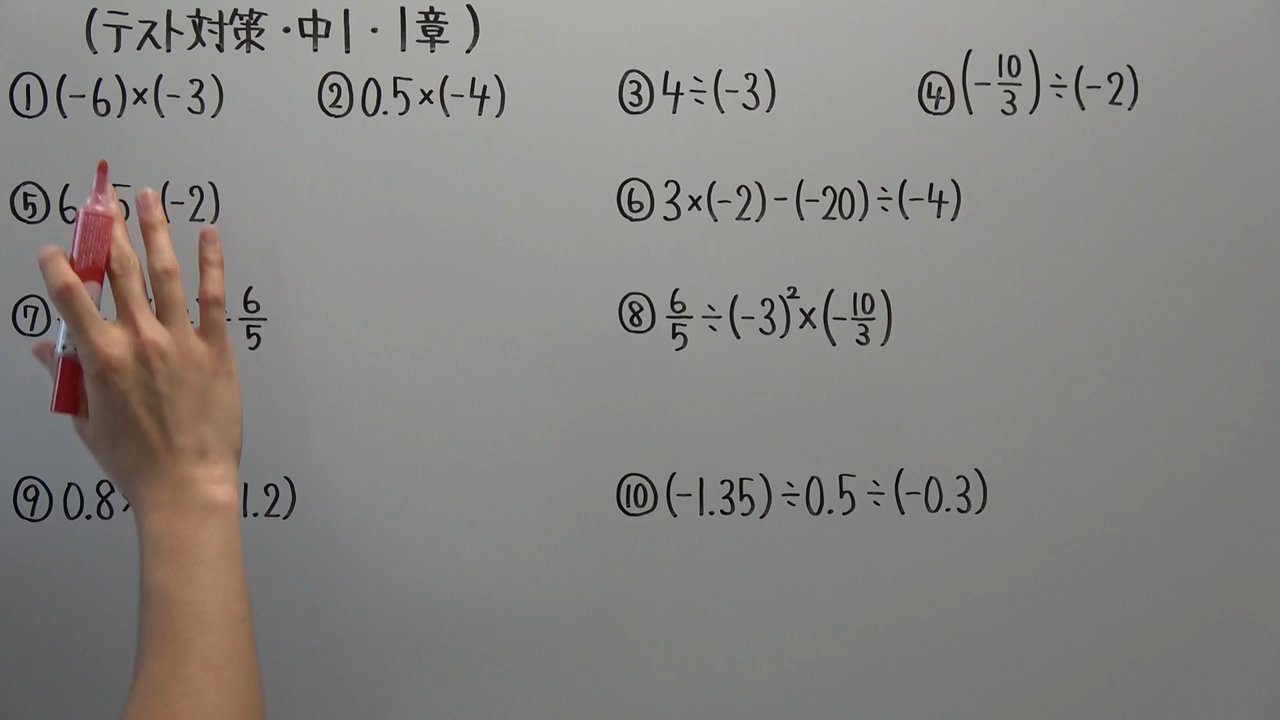 (テスト対策・中1・1章)
①(-6)×(-3) ②0.5×(-4) ③4÷(-3) ④(-10/3)÷(-2)
⑤6 5 (-2) ⑥3×(-2)-(-20)÷(-4)
⑦ 6/5 ⑧6/5÷(-3)²×(-10/3)
⑨0.8× 1.2) ⑩(-1.35)÷0.5÷(-0.3)